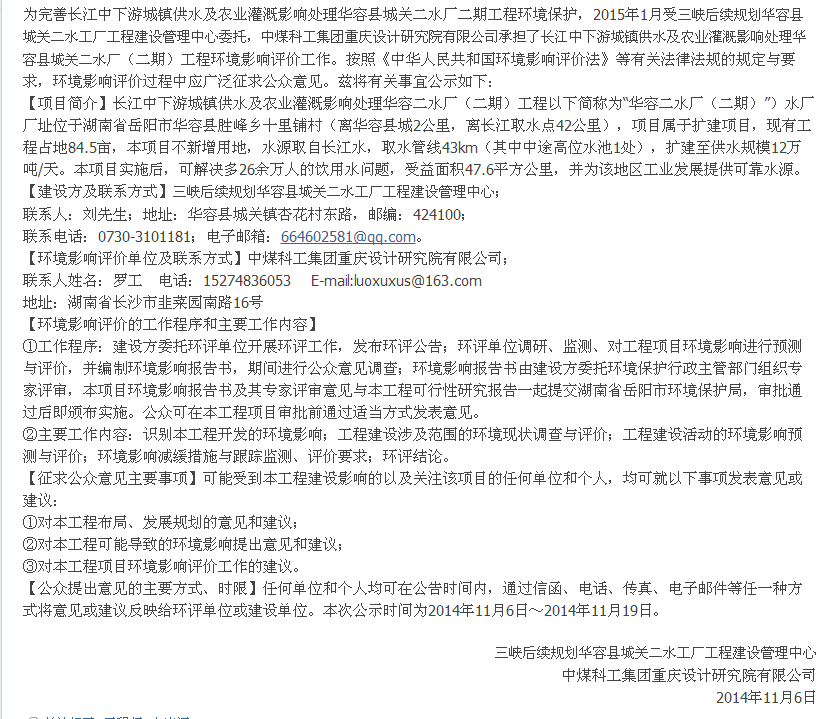 为完善长江中下游城镇供水及农业灌溉影响处理华容县城关二水厂二期工程环境保护，2015年1月受三峡后续规划华容县
城关二水工厂工程建设管理中心委托，中煤科工集团重庆设计研究院有限公司承担了长江中下游城镇供水及农业灌溉影响处理华
容县城关二水厂（二期）工程环境影响评价工作。按照《中华人民共和国环境影响评价法》等有关法律法规的规定与要
求，环境影响评价过程中应广泛征求公众意见。兹将有关事宜公示如下：
【项目简介】长江中下游城镇供水及农业灌溉影响处理华容二水厂（二期）工程以下简称为“华容二水厂（二期）”）水厂
厂址位于湖南省岳阳市华容县胜峰乡十里铺村（离华容县城2公里，离长江取水点42公里），项目属于扩建项目，现有工
程占地84.5亩，本项目不新增用地，水源取自长江水，取水管线43km（其中中途高位水池1处），扩建至供水规模12万
吨/天。本项目实施后，可解决多26余万人的饮用水问题，受益面积47.6平方公里，并为该地区工业发展提供可靠水源。
【建设方及联系方式】三峡后续规划华容县城关二水工厂工程建设管理中心；
联系人：刘先生；地址：华容县城关镇杏花村东路，邮编：424100；
联系电话：0730-3101181；电子邮箱：664602581@qq.com。
【环境影响评价单位及联系方式】中煤科工集团重庆设计研究院有限公司；
联系人姓名：罗工 电话：15274836053 E-mail:luoxuxus@163.com
地址：湖南省长沙市韭菜园南路16号
【环境影响评价的工作程序和主要工作内容】
①工作程序：建设方委托环评单位开展环评工作，发布环评公告；环评单位调研、监测、对工程项目环境影响进行预测
与评价，并编制环境影响报告书，期间进行公众意见调查；环境影响报告书由建设方委托环境保护行政主管部门组织专
家评审，本项目环境影响报告书及其专家评审意见与本工程可行性研究报告一起提交湖南省岳阳市环境保护局，审批通
过后即颁布实施。公众可在本工程项目审批前通过适当方式发表意见。
②主要工作内容：识别本工程开发的环境影响；工程建设涉及范围的环境现状调查与评价；工程建设活动的环境影响预
测与评价；环境影响减缓措施与跟踪监测、评价要求；环评结论。
【征求公众意见主要事项】可能受到本工程建设影响的以及关注该项目的任何单位和个人，均可就以下事项发表意见或
建议：
①对本工程布局、发展规划的意见和建议；
②对本工程可能导致的环境影响提出意见和建议；
③对本工程项目环境影响评价工作的建议。
【公众提出意见的主要方式、时限】任何单位和个人均可在公告时间内，通过信函、电话、传真、电子邮件等任一种方
式将意见或建议反映给环评单位或建设单位。本次公示时间为2014年11月6日～2014年11月19日。
三峡后续规划华容县城关二水工厂工程建设管理中心
中煤科工集团重庆设计研究院有限公司
2014年11月6日